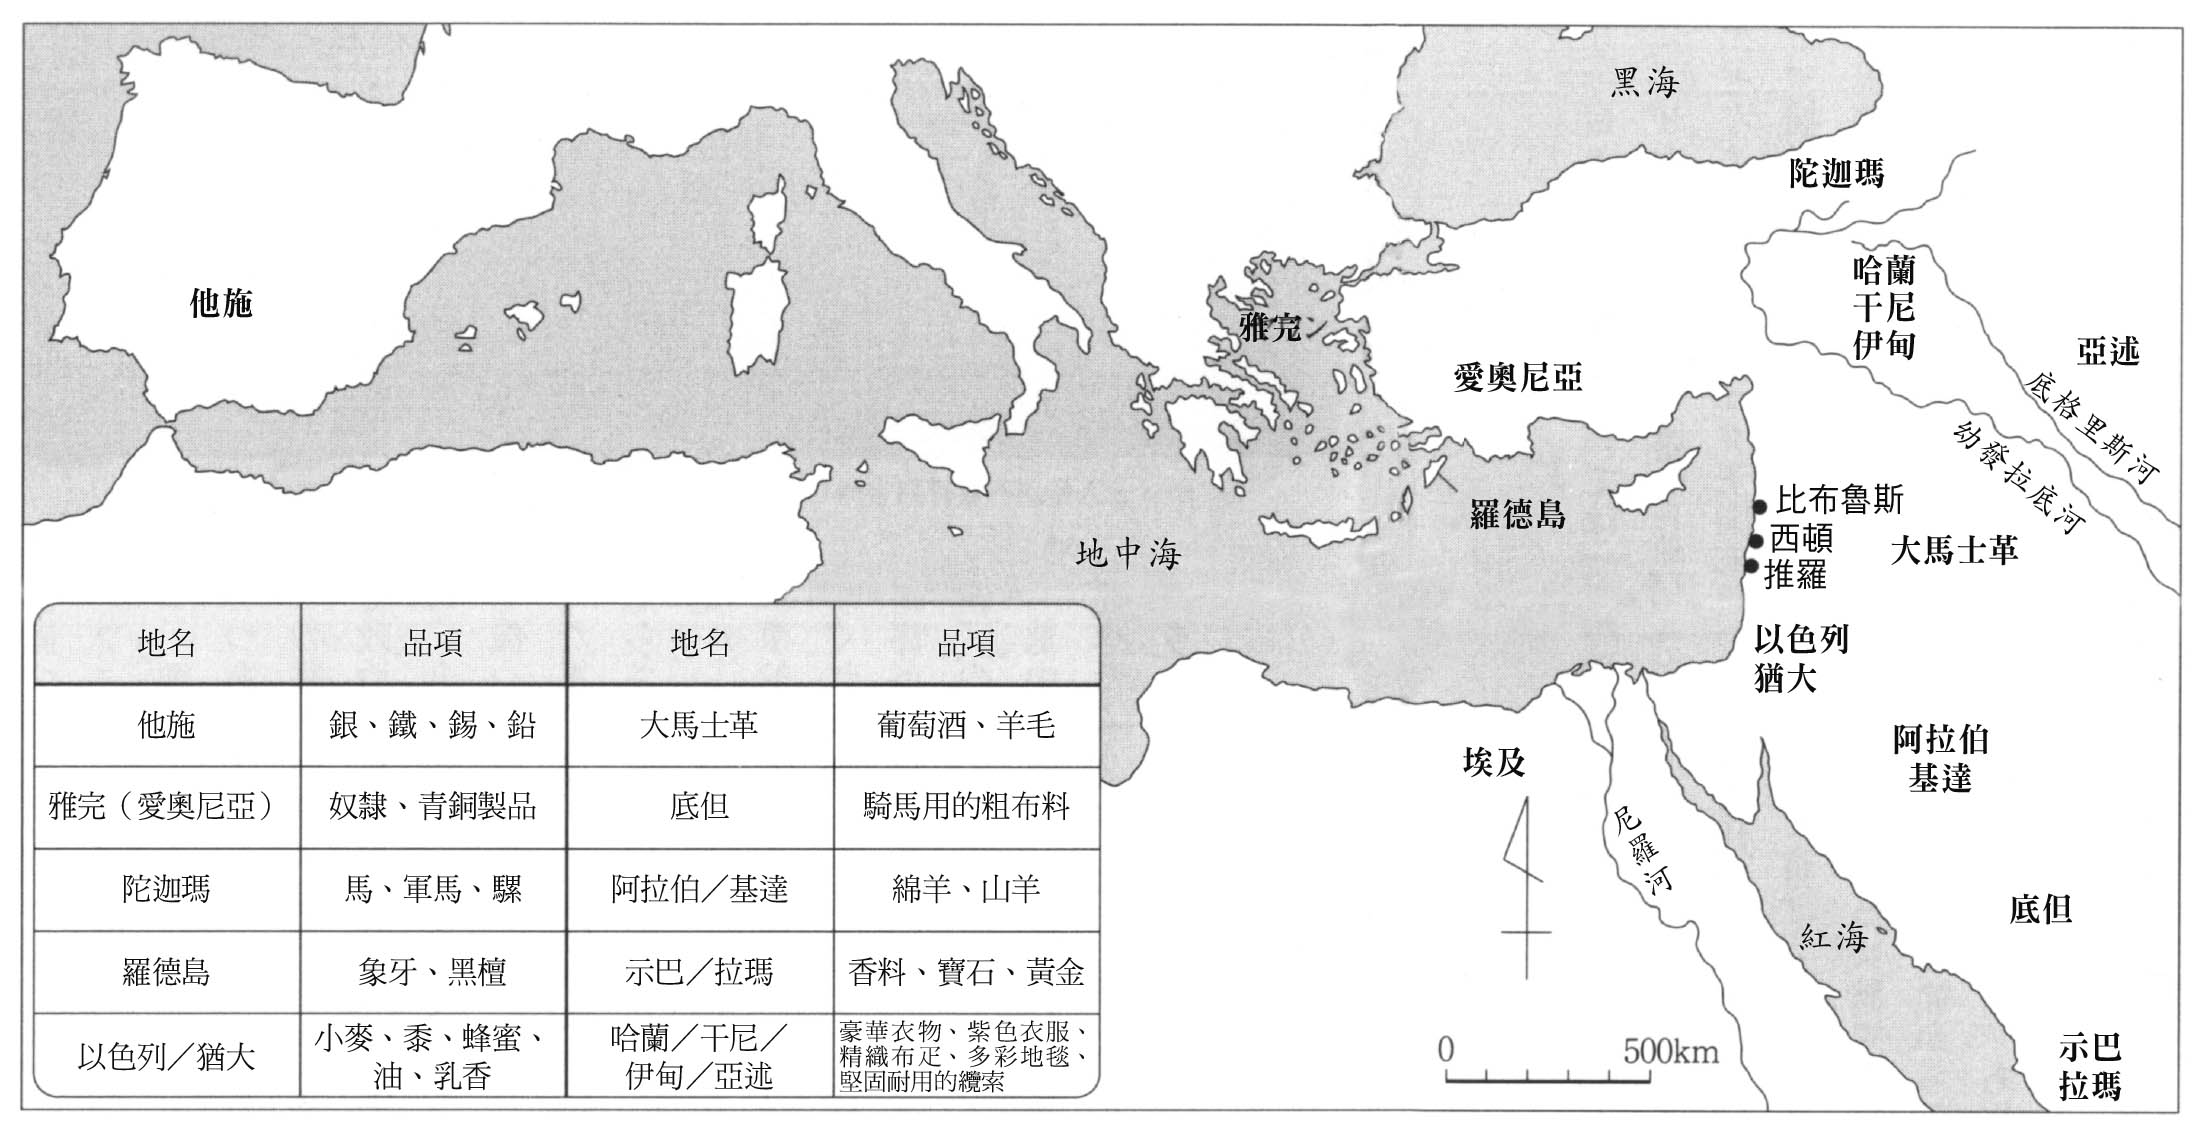 黑海
陀迦瑪
哈蘭
干尼
伊甸
他施
雅完
亞述
愛奧尼亞
底格里斯河
幼發拉底河
比布魯斯
羅德島
西頓
大馬士革
地中海
推羅
以色列
猶大
埃及
阿拉伯
基達
尼羅河
底但
紅海
示巴
拉瑪
0 500km
地名 品項 地名 品項
他施 銀、鐵、錫、鉛 大馬士革 葡萄酒、羊毛
雅完（愛奧尼亞） 奴隸、青銅製品 底但 騎馬用的粗布料
陀迦瑪 馬、軍馬、騾 阿拉伯／基達 綿羊、山羊
羅德島 象牙、黑檀 示巴／拉瑪 香料、寶石、黃金
以色列／猶大
小麥、黍、蜂蜜、
油、乳香
哈蘭／干尼／
伊甸／亞述
豪華衣物、紫色衣服、
精織布疋、多彩地毯、
堅固耐用的纜索